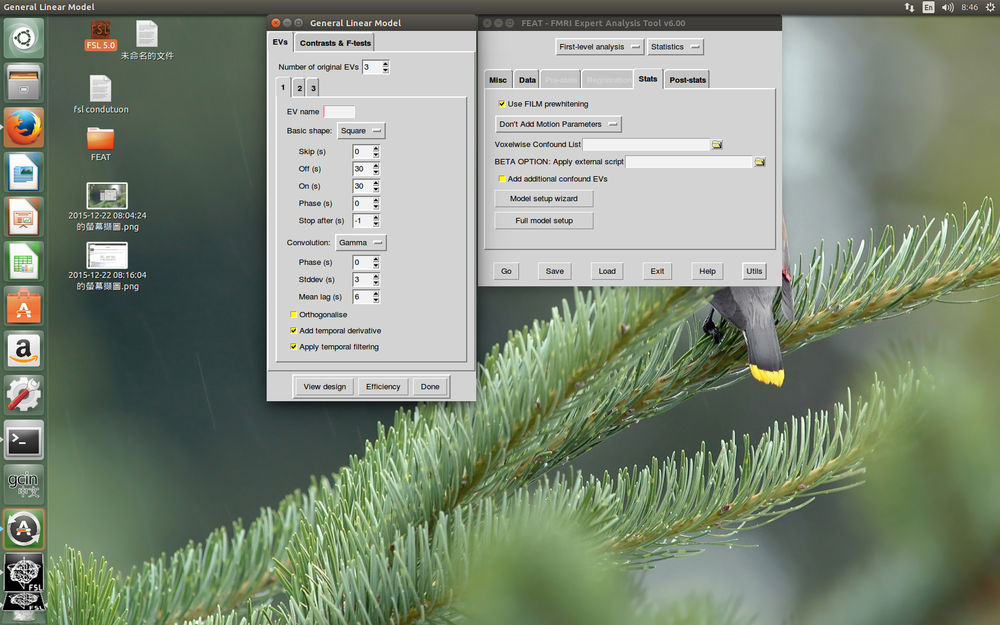 General Linear Model
En
8:46
FSL
FSL 5.0
未命名的文件
fsl condutuon
FEAT
2015-12-22 08:04:24
的螢幕擷圖.png
2015-12-22 08:16:04
的螢幕擷圖.png
gcin
中文
FSL
FSL
General Linear Model
EVs
Contrasts & F-tests
Number of original EVs 3
1 2 3
EV name
Basic shape: Square
Skip (s) 0
Off (s) 30
On (s) 30
Phase (s) 0
Stop after (s) -1
Convolution: Gamma
Phase (s) 0
Stddev (s) 3
Mean lag (s) 6
Orthogonalise
Add temporal derivative
Apply temporal filtering
View design Efficiency Done
FEAT - FMRI Expert Analysis Tool v6.00
First-level analysis Statistics
Misc Data Pre-stats Registration Stats Post-stats
Use FILM prewhitening
Don't Add Motion Parameters
Voxelwise Confound List
BETA OPTION: Apply external script
Add additional confound EVs
Model setup wizard
Full model setup
Go Save Load Exit Help Utils